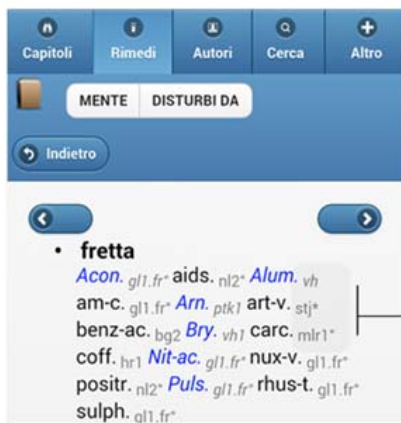 Capitoli Rimedi Autori Cerca Altro
MENTE DISTURBI DA
Indietro
• fretta
Acon. gl1.fr* aids. nl2* Alum. vh
am-c. gl1.fr* Arn. ptk1 art-v. stj*
benz-ac. bg2 Bry. vh1 carc. mlr1*
coff. hr1 Nit-ac. gl1.fr* nux-v. gl1.fr*
positr. nl2* Puls. gl1.fr* rhus-t. gl1.fr*
sulph. gl1.fr*